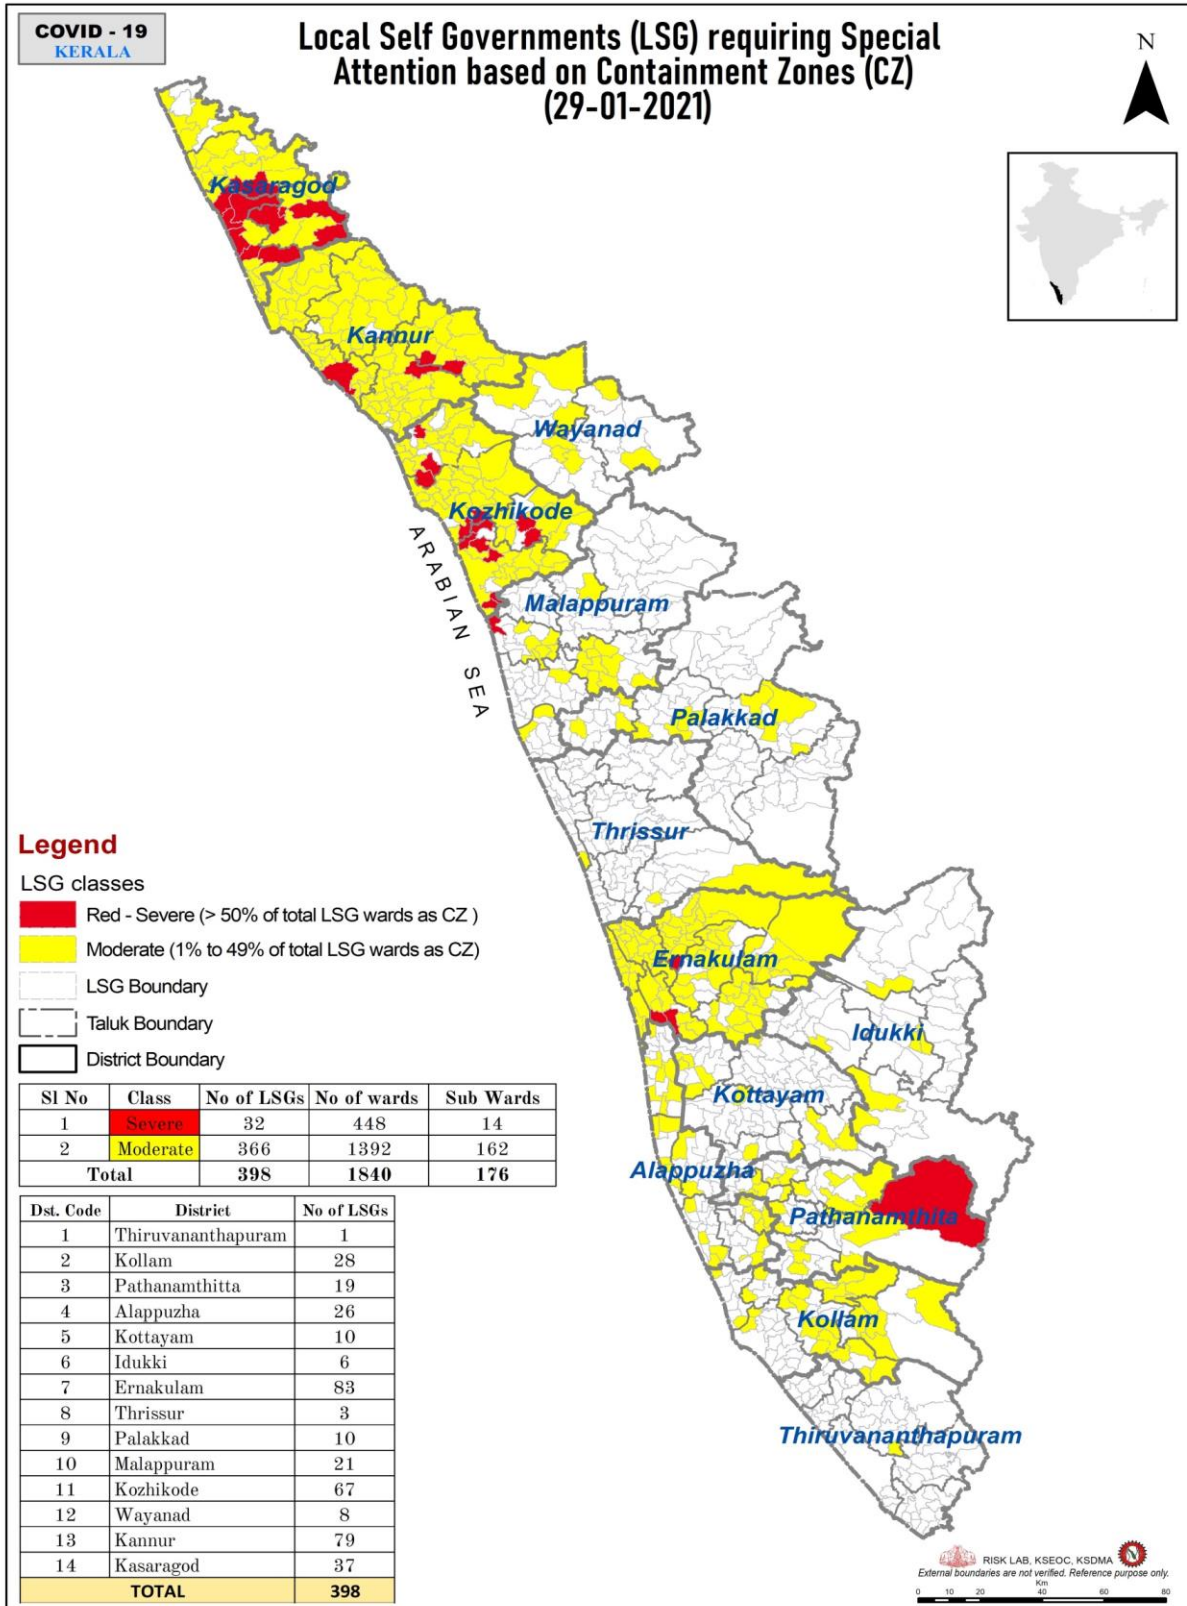 COVID - 19
KERALA
Local Self Governments (LSG) requiring Special
Attention based on Containment Zones (CZ)
(29-01-2021)
N
Kasaragod
Kannur
Wayanad
Kozhikode
ARABIAN SEA
Malappuram
Palakkad
Thrissur
Ernakulam
Idukki
Kottayam
Alappuzha
Pathanamthita
Kollam
Thiruvananthapuram
Legend
LSG classes
Red - Severe (> 50% of total LSG wards as CZ )
Moderate (1% to 49% of total LSG wards as CZ)
LSG Boundary
Taluk Boundary
District Boundary
Sl No Class No of LSGs No of wards Sub Wards
1 Severe 32 448 14
2 Moderate 366 1392 162
Total 398 1840 176
Dst. Code District No of LSGs
1 Thiruvananthapuram 1
2 Kollam 28
3 Pathanamthitta 19
4 Alappuzha 26
5 Kottayam 10
6 Idukki 6
7 Ernakulam 83
8 Thrissur 3
9 Palakkad 10
10 Malappuram 21
11 Kozhikode 67
12 Wayanad 8
13 Kannur 79
14 Kasaragod 37
TOTAL 398
RISK LAB, KSEOC, KSDMA
External boundaries are not verified. Reference purpose only.
Km
0 10 20 40 60 80